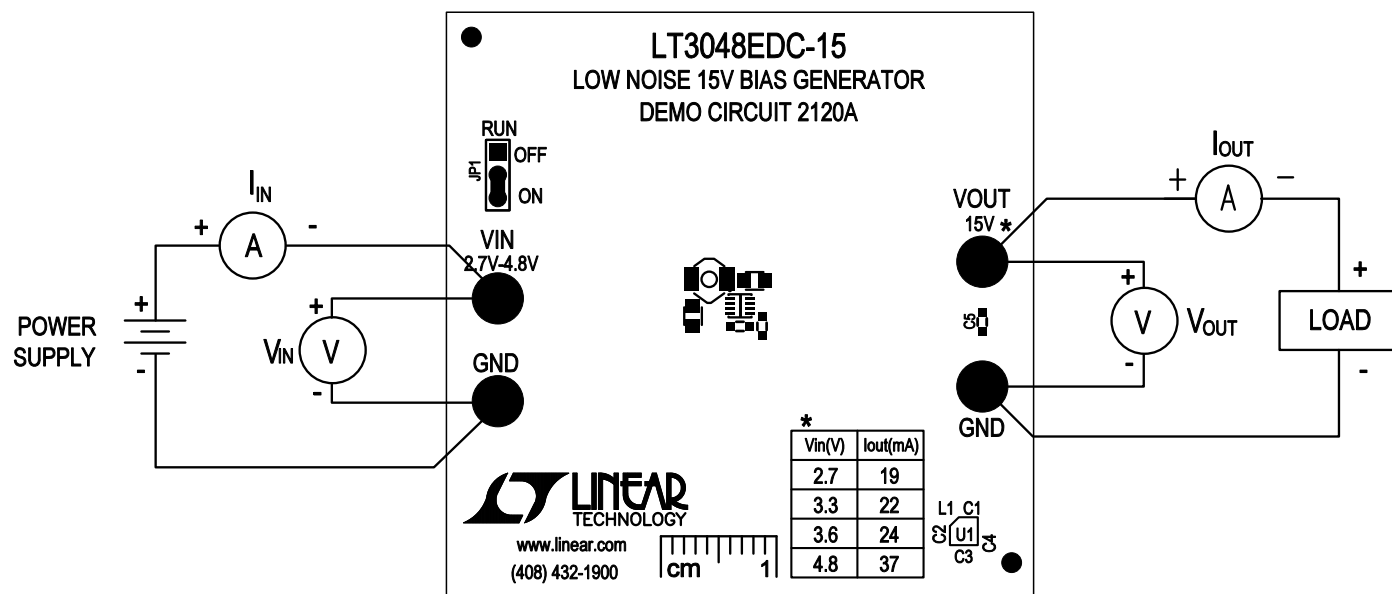 LT3048EDC-15
LOW NOISE 15V BIAS GENERATOR
DEMO CIRCUIT 2120A
RUN
OFF
JP1
ON
IIN
+
A
-
VIN
2.7V-4.8V
+
POWER
SUPPLY
-
+
VIN
V
-
GND
VOUT
15V *
IOUT
+
A
-
+
V
VOUT
-
C5
+
LOAD
-
GND
*
Vin(V) Iout(mA)
2.7 19
3.3 22
3.6 24
4.8 37
LINEAR
TECHNOLOGY
www.linear.com
(408) 432-1900
cm 1
L1 C1
C2 U1 C4
C3